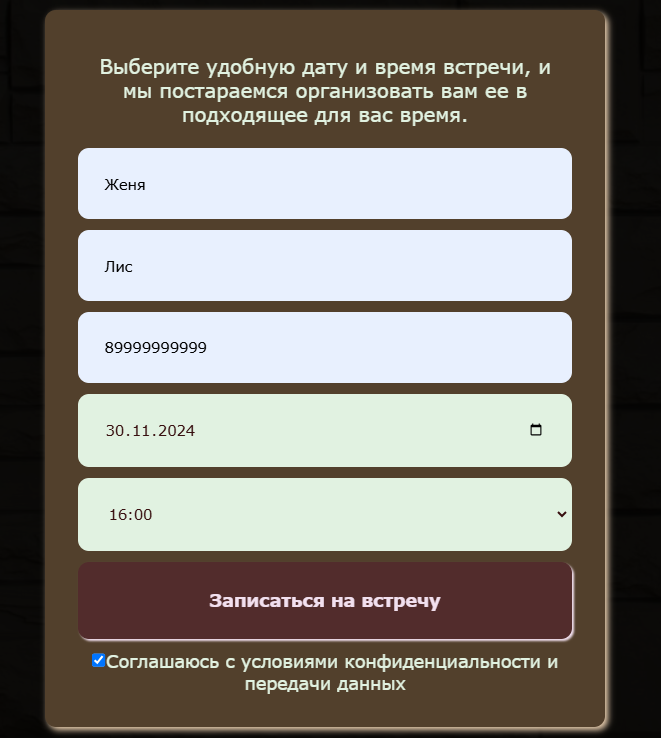 Выберите удобную дату и время встречи, и
мы постараемся организовать вам ее в
подходящее для вас время.
Женя
Лис
89999999999
30.11.2024
16:00
Записаться на встречу
Соглашаюсь с условиями конфиденциальности и
передачи данных